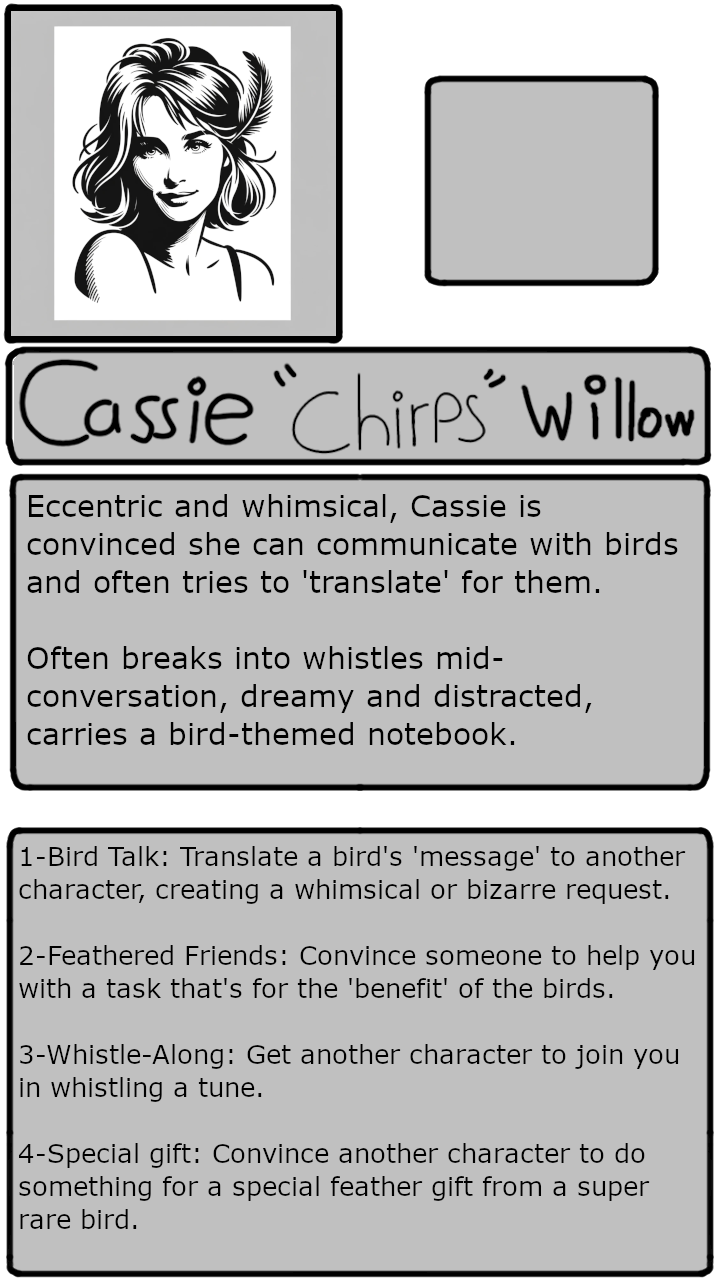 Cassie "Chirps" Willow
Eccentric and whimsical, Cassie is
convinced she can communicate with birds
and often tries to 'translate' for them.
Often breaks into whistles mid-
conversation, dreamy and distracted,
carries a bird-themed notebook.
1-Bird Talk: Translate a bird's 'message' to another
character, creating a whimsical or bizarre request.
2-Feathered Friends: Convince someone to help you
with a task that's for the 'benefit' of the birds.
3-Whistle-Along: Get another character to join you
in whistling a tune.
4-Special gift: Convince another character to do
something for a special feather gift from a super
rare bird.